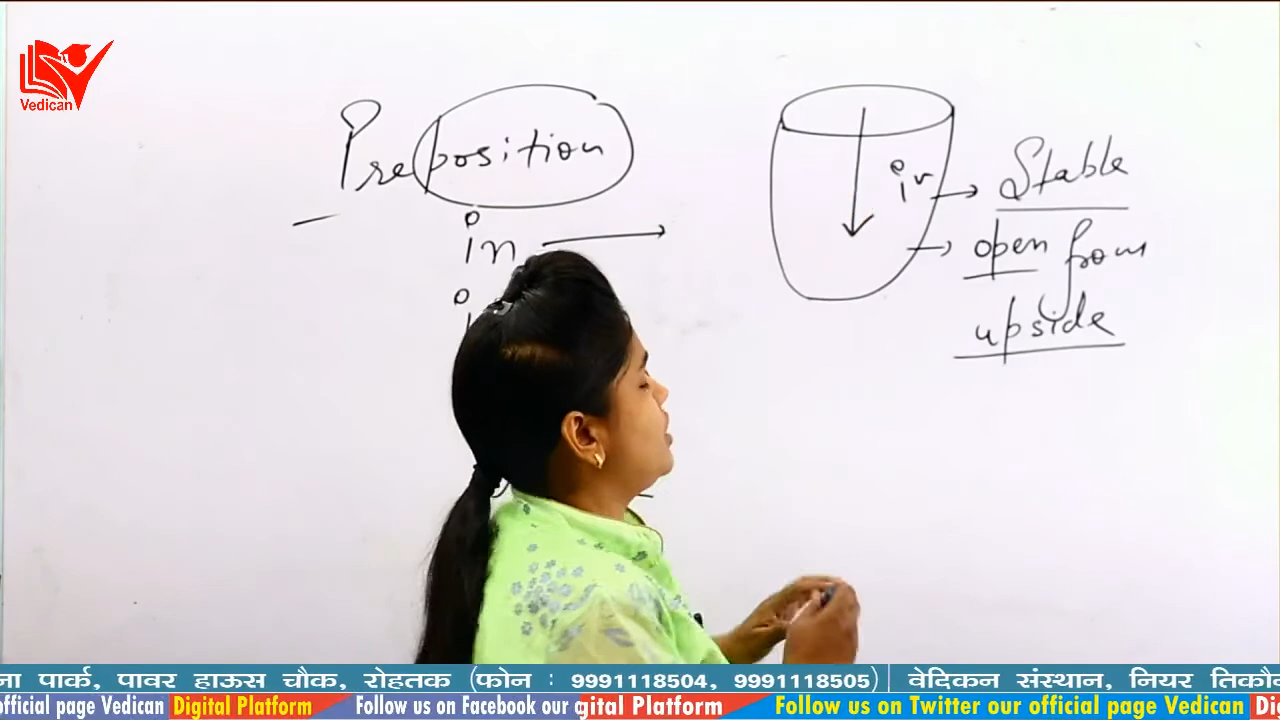 Vedican
Preposition
in
in
Stable
open from
upside
ना पार्क, पावर हाऊस चौक, रोहतक (फोन : 9991118504, 9991118505) वेदिकन संस्थान, नियर तिकौ
official page Vedican Digital Platform Follow us on Facebook our gital Platform Follow us on Twitter our official page Vedican Di